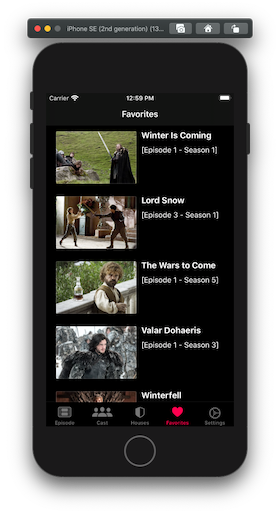 iPhone SE (2nd generation) (13...
Carrier 12:59 PM
Favorites
Winter Is Coming
[Episode 1 - Season 1]
Lord Snow
[Episode 3 - Season 1]
The Wars to Come
[Episode 1 - Season 5]
Valar Dohaeris
[Episode 1 - Season 3]
Winterfell
Episode Cast Houses Favorites Settings